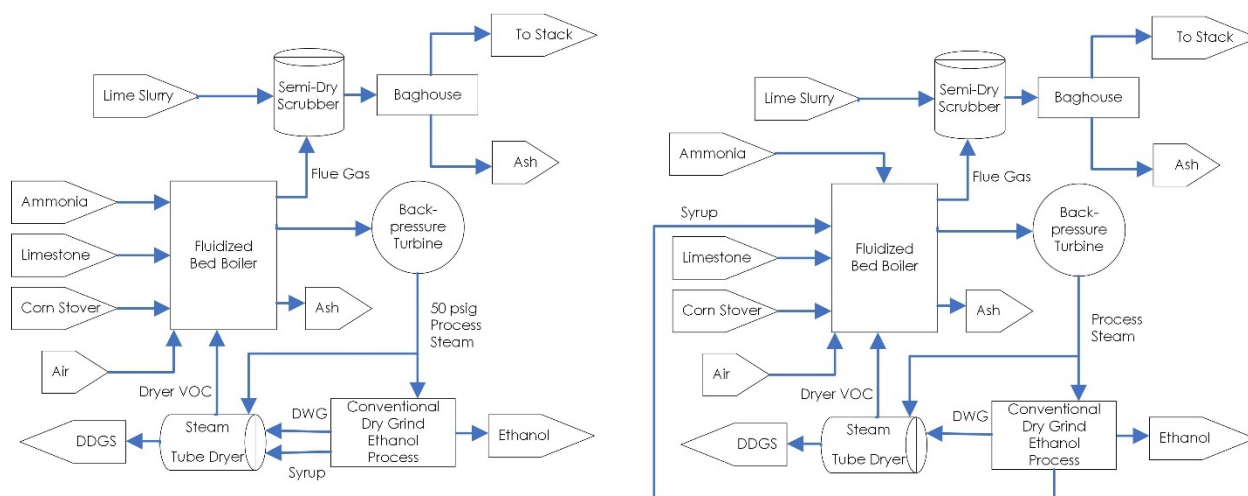 To Stack
Lime Slurry
Semi-Dry
Scrubber
Baghouse
Ash
Flue Gas
Ammonia
Limestone
Corn Stover
Air
Fluidized
Bed Boiler
Back-
pressure
Turbine
Ash
50 psig
Process
Steam
Dryer VOC
DDGS
Steam
Tube Dryer
DWG
Syrup
Conventional
Dry Grind
Ethanol
Process
Ethanol
To Stack
Lime Slurry
Semi-Dry
Scrubber
Baghouse
Ash
Flue Gas
Ammonia
Syrup
Limestone
Corn Stover
Air
Fluidized
Bed Boiler
Back-
pressure
Turbine
Ash
Process
Steam
Dryer VOC
DDGS
Steam
Tube Dryer
DWG
Conventional
Dry Grind
Ethanol
Process
Ethanol